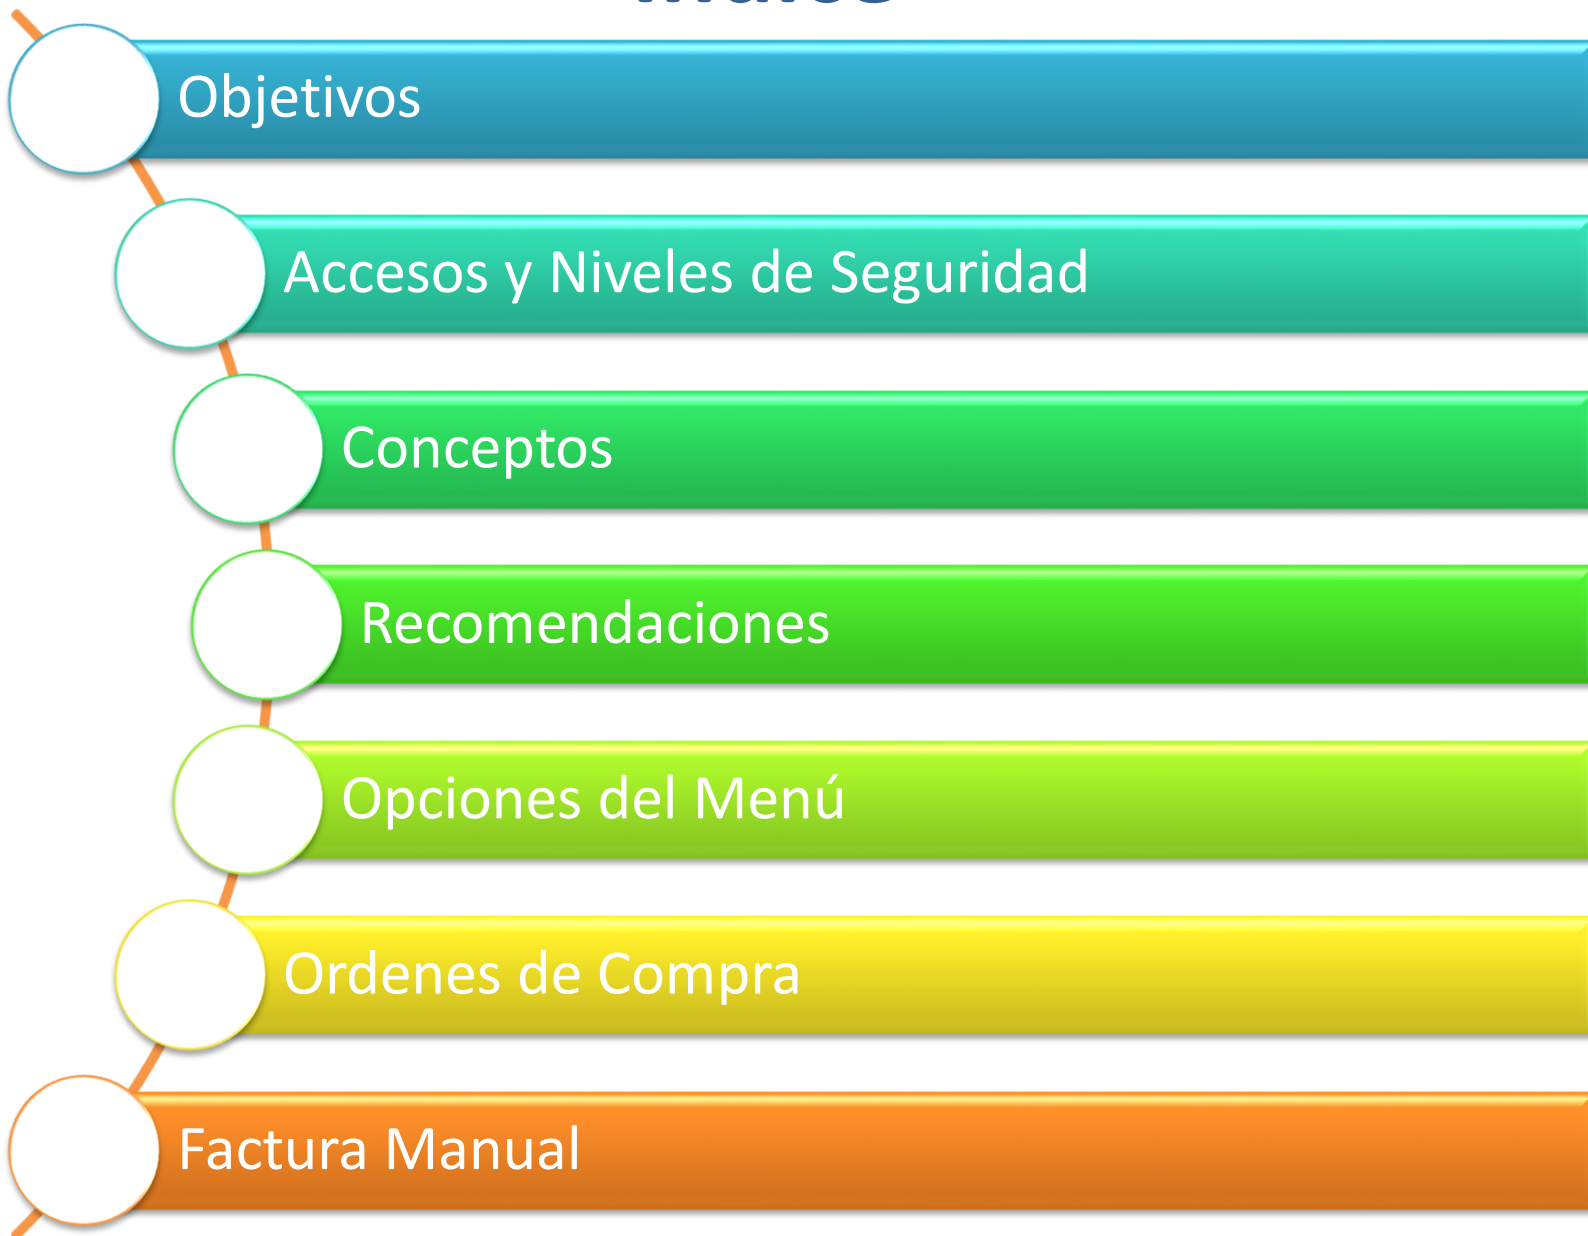 Objetivos
Accesos y Niveles de Seguridad
Conceptos
Recomendaciones
Opciones del Menú
Ordenes de Compra
Factura Manual